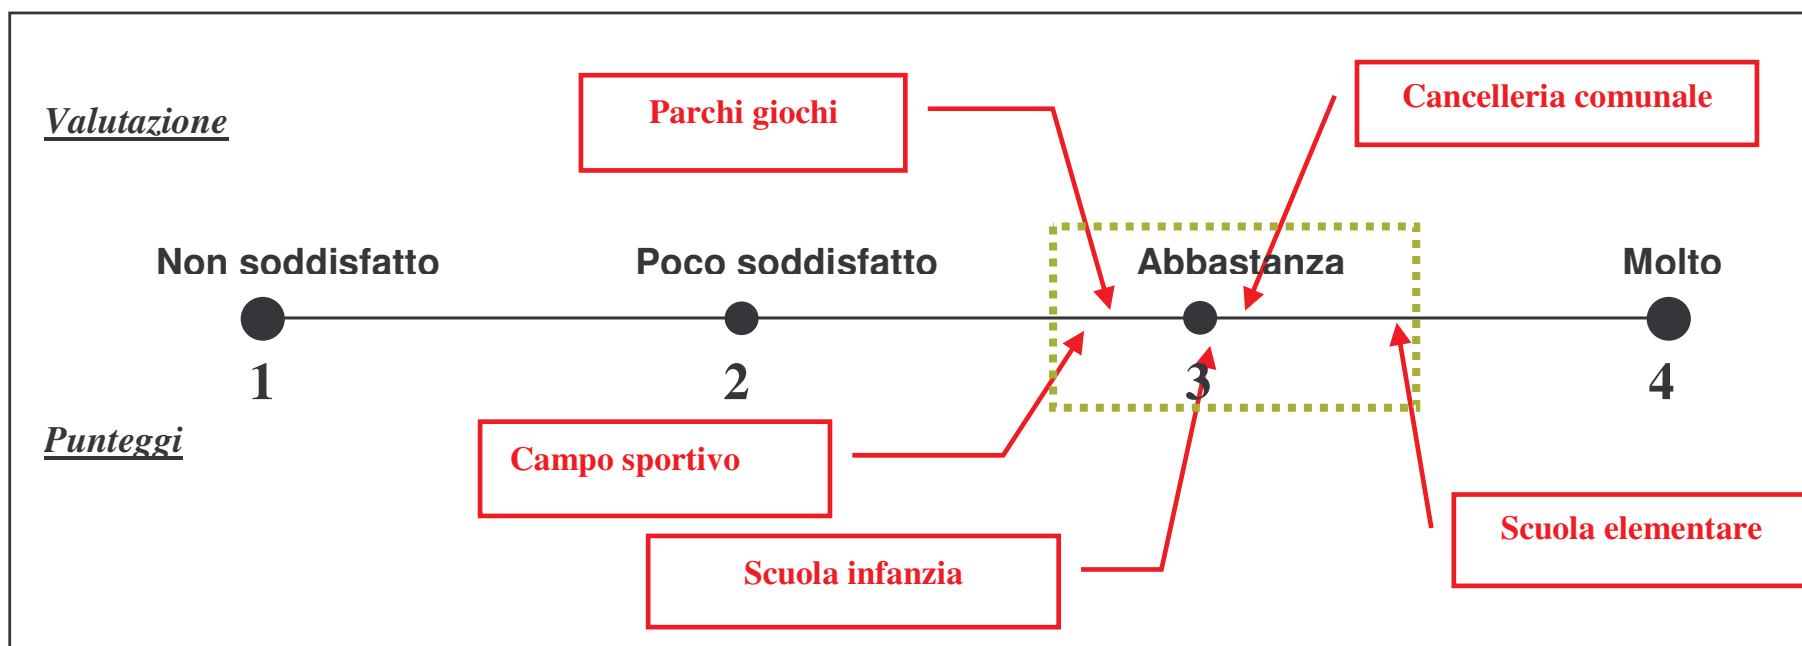 Valutazione
Parchi giochi
Cancelleria comunale
Non soddisfatto
Poco soddisfatto
Abbastanza
Molto
1
2
3
4
Punteggi
Campo sportivo
Scuola infanzia
Scuola elementare